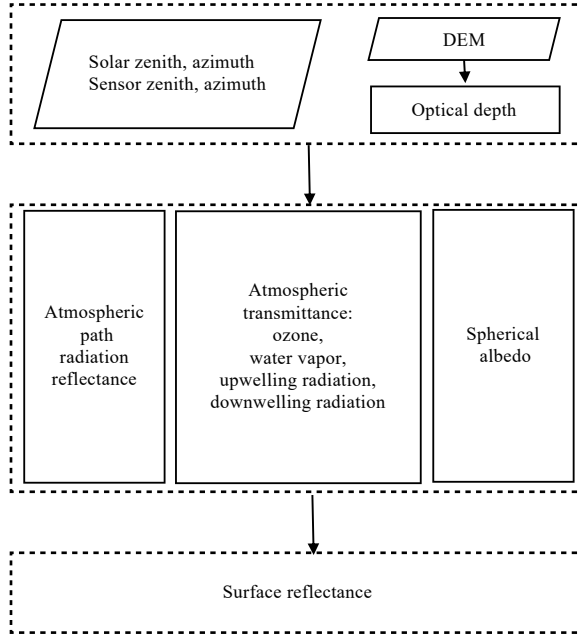 Solar zenith, azimuth
Sensor zenith, azimuth
DEM
Optical depth
Atmospheric
path
radiation
reflectance
Atmospheric
transmittance:
ozone,
water vapor,
upwelling radiation,
downwelling radiation
Spherical
albedo
Surface reflectance